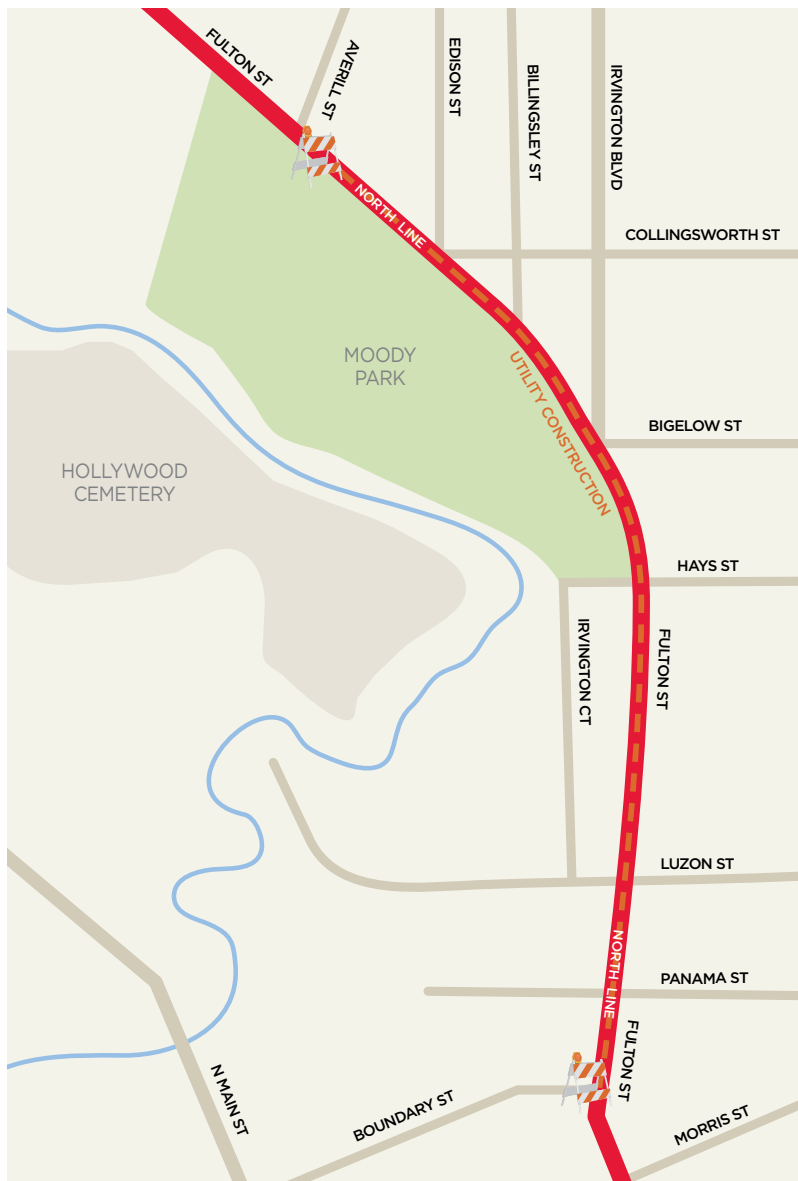 FULTON ST
AVERILL ST
EDISON ST
BILLINGSLEY ST
IRVINGTON BLVD
NORTH LINE
COLLINGSWORTH ST
MOODY
PARK
UTILITY CONSTRUCTION
BIGELOW ST
HOLLYWOOD
CEMETERY
HAYS ST
IRVINGTON CT
FULTON ST
LUZON ST
NORTH LINE
PANAMA ST
FULTON ST
N MAIN ST
BOUNDARY ST
MORRIS ST